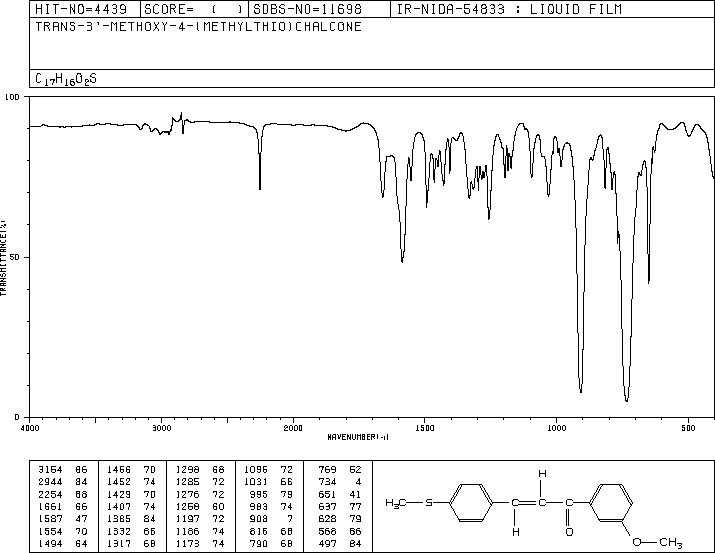 HIT-NO=4439 SCORE= ( ) SDBS-NO=11698 IR-NIDA-54833 : LIQUID FILM
TRANS-3'-METHOXY-4-(METHYLTHIO)CHALCONE
C17H16O2S
100
50
0
TRANSMITTANCE(%)
4000 3000 2000 1500 1000 500
WAVENUMBER(-1)
3154 86 1466 70 1298 68 1096 72 769 52
2944 84 1452 74 1285 72 1031 66 734 4
2254 68 1429 70 1276 72 995 79 651 41
1661 66 1407 74 1258 60 983 74 637 77
1587 47 1385 84 1197 72 908 7 628 79
1554 70 1332 66 1186 74 816 68 568 86
1494 64 1317 68 1173 74 790 68 497 84
H
H3C S C C C
H O
O CH3